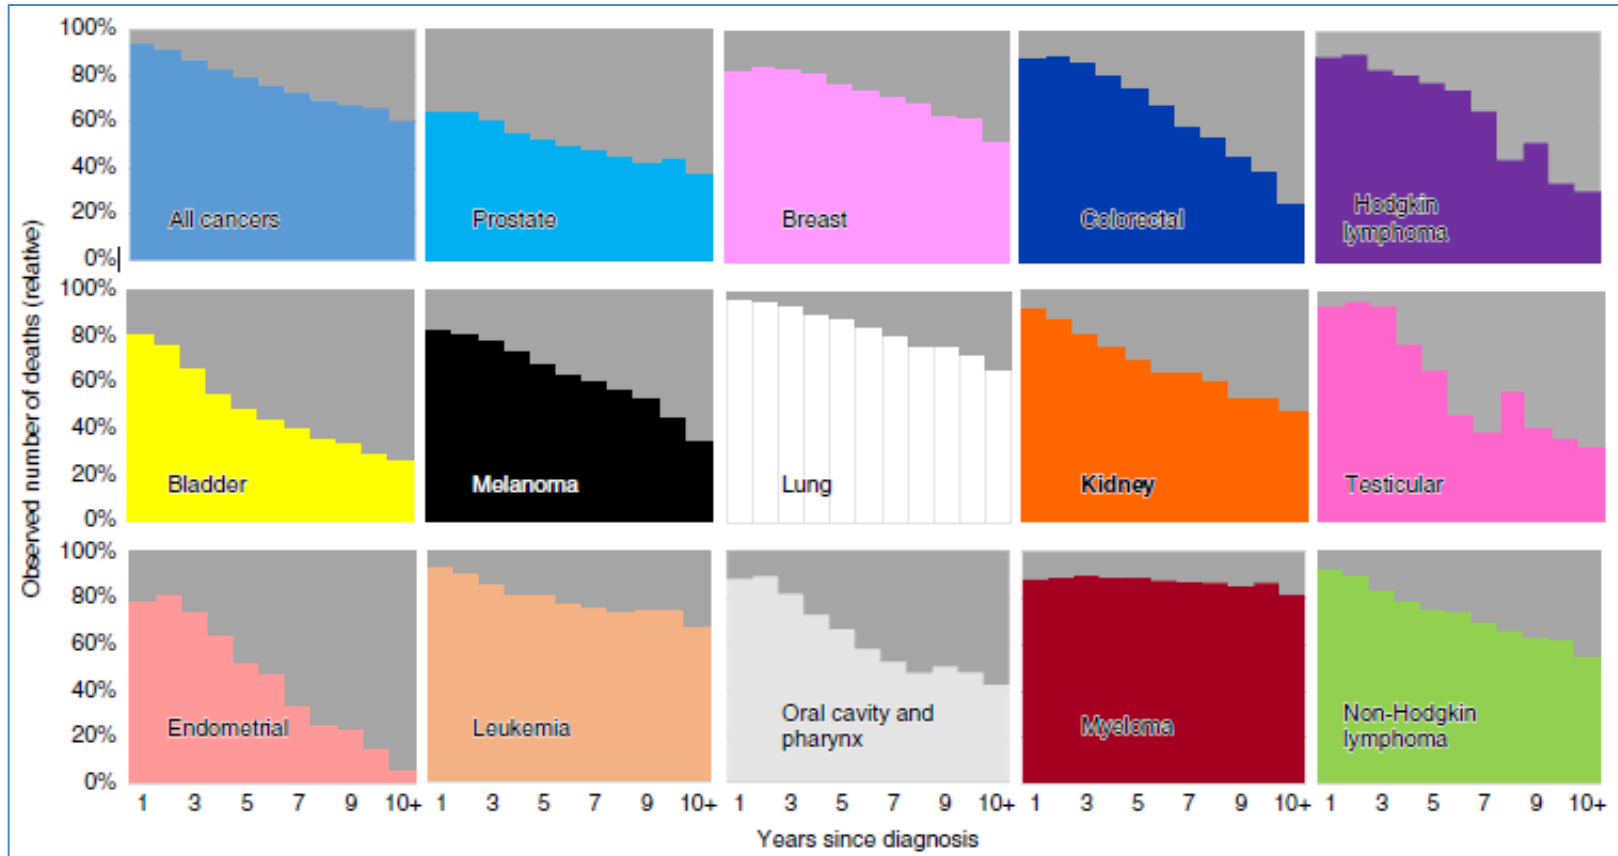 Observed number of deaths (relative)
100%
80%
60%
40%
20%
0%
All cancers
Prostate
Breast
Colorectal
Hodgkin
lymphoma
100%
80%
60%
40%
20%
0%
Bladder
Melanoma
Lung
Kidney
Testicular
100%
80%
60%
40%
20%
0%
Endometrial
Leukemia
Oral cavity and
pharynx
Myeloma
Non-Hodgkin
lymphoma
1 3 5 7 9 10+
1 3 5 7 9 10+
1 3 5 7 9 10+
1 3 5 7 9 10+
1 3 5 7 9 10+
Years since diagnosis